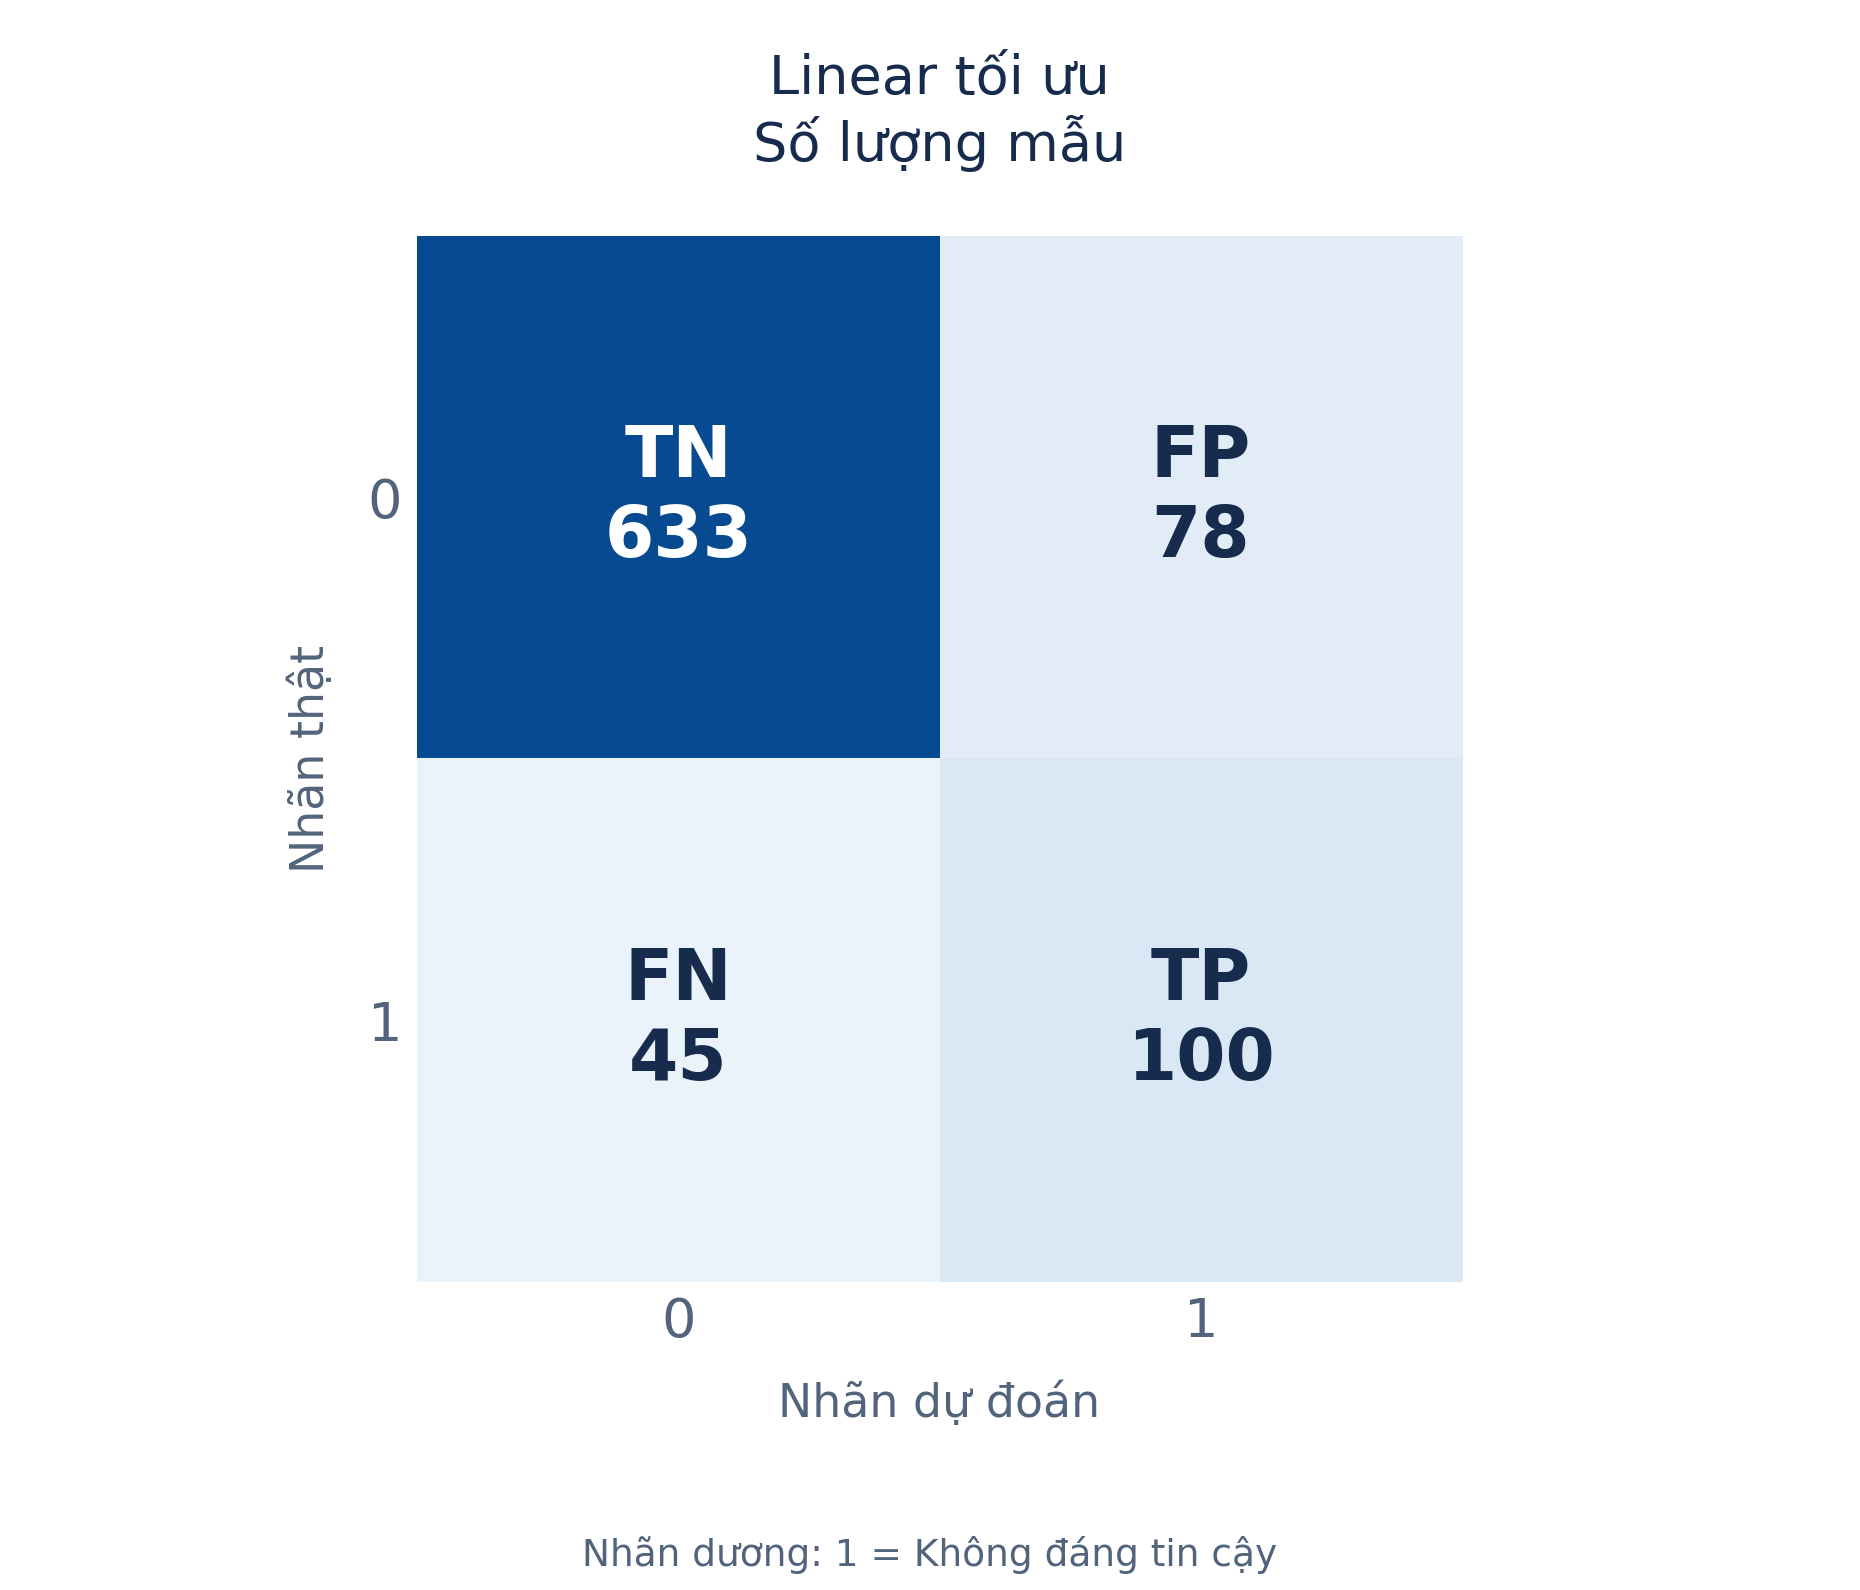 Linear tối ưu
Số lượng mẫu
TN
633
FP
78
0
Nhãn thật
FN
45
TP
100
1
0
1
Nhãn dự đoán
Nhãn dương: 1 = Không đáng tin cậy